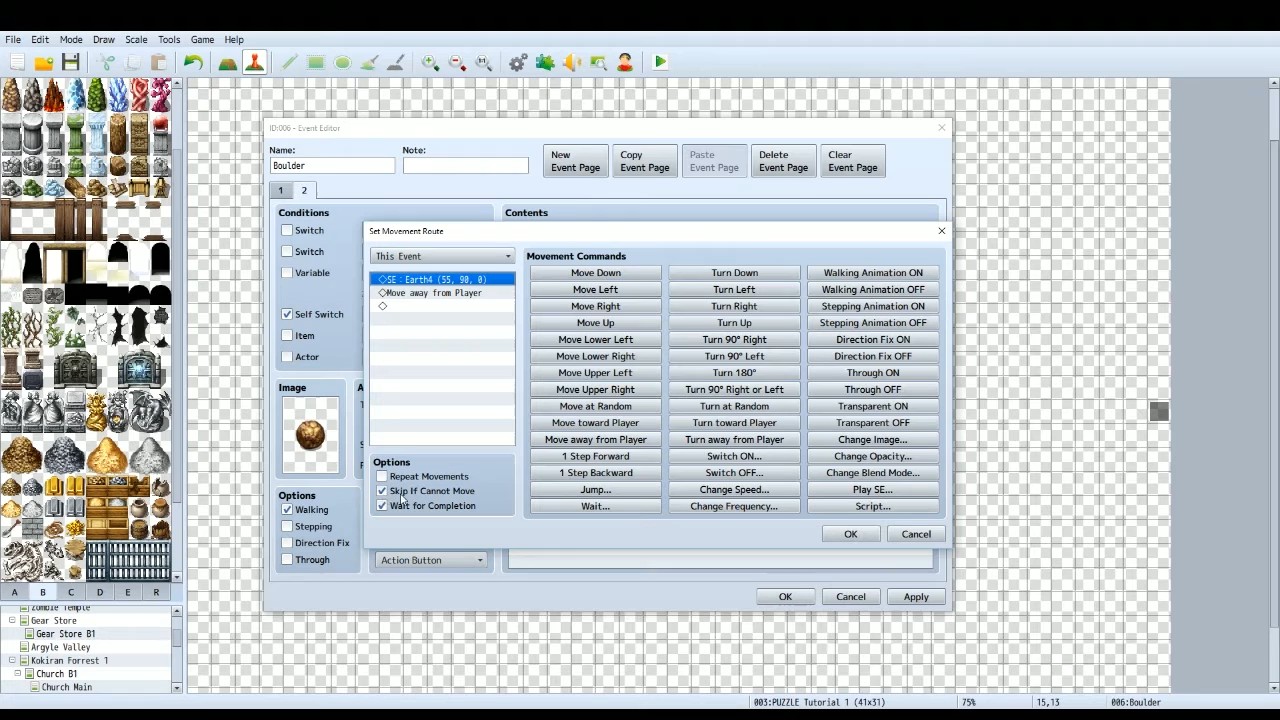 File Edit Mode Draw Scale Tools Game Help
ID:006 - Event Editor
Name:
Note:
Boulder
New
Event Page
Copy
Event Page
Paste
Event Page
Delete
Event Page
Clear
Event Page
1 2
Conditions
Contents
Switch
Switch
Variable
Self Switch
Item
Actor
Image
Options
Walking
Stepping
Direction Fix
Through
Action Button
OK Cancel Apply
Set Movement Route
This Event
◇SE : Earth4 (55, 90, 0)
◇Move away from Player
◇
Options
Repeat Movements
Skip If Cannot Move
Wait for Completion
Movement Commands
Move Down Turn Down Walking Animation ON
Move Left Turn Left Walking Animation OFF
Move Right Turn Right Stepping Animation ON
Move Up Turn Up Stepping Animation OFF
Move Lower Left Turn 90° Right Direction Fix ON
Move Lower Right Turn 90° Left Direction Fix OFF
Move Upper Left Turn 180° Through ON
Move Upper Right Turn 90° Right or Left Through OFF
Move at Random Turn at Random Transparent ON
Move toward Player Turn toward Player Transparent OFF
Move away from Player Turn away from Player Change Image...
1 Step Forward Switch ON... Change Opacity...
1 Step Backward Switch OFF... Change Blend Mode...
Jump... Change Speed... Play SE...
Wait... Change Frequency... Script...
OK Cancel
A B C D E R
Zombie Temple
Gear Store
Gear Store B1
Argyle Valley
Kokiran Forrest 1
Church B1
Church Main
003:PUZZLE Tutorial 1 (41x31) 75% 15,13 006:Boulder